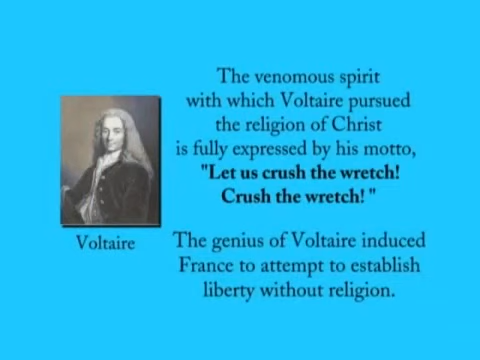 The venomous spirit
with which Voltaire pursued
the religion of Christ
is fully expressed by his motto,
"Let us crush the wretch!
Crush the wretch! "
Voltaire
The genius of Voltaire induced
France to attempt to establish
liberty without religion.